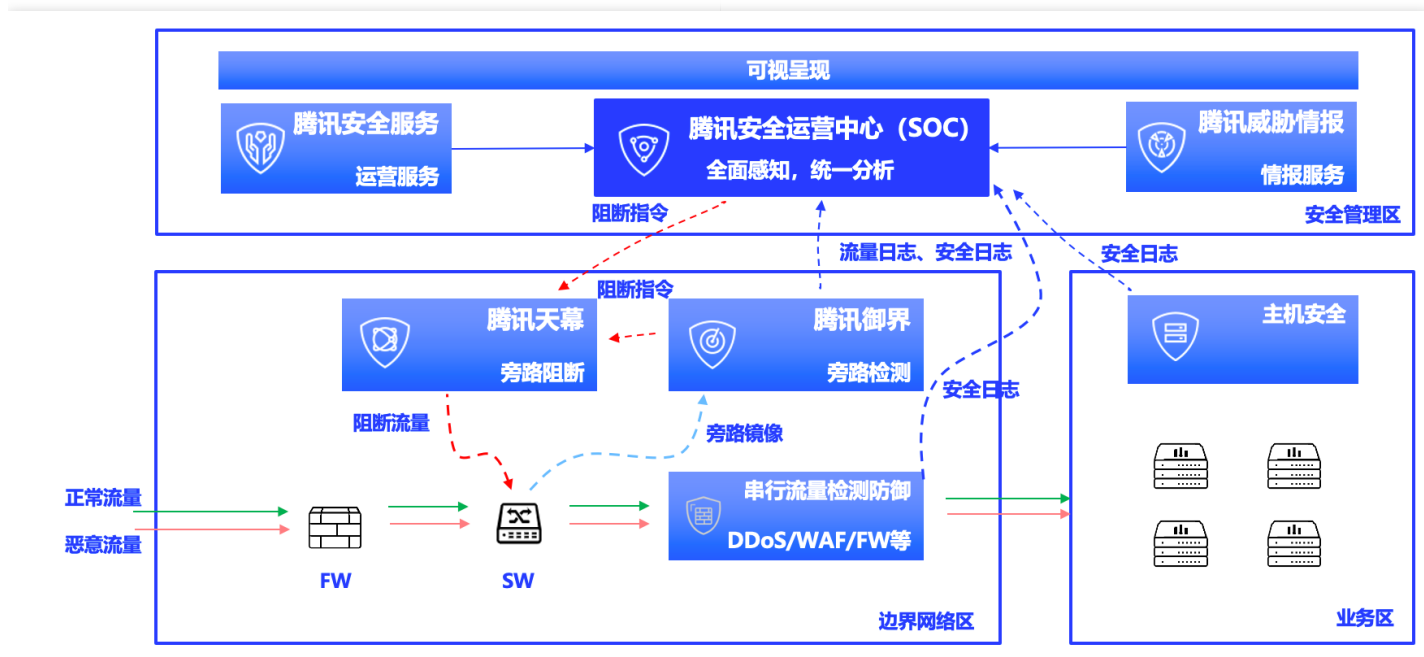 可视呈现
腾讯安全服务
运营服务
腾讯安全运营中心（SOC）
全面感知，统一分析
腾讯威胁情报
情报服务
安全管理区
阻断指令
流量日志、安全日志
安全日志
阻断指令
腾讯天幕
旁路阻断
腾讯御界
旁路检测
主机安全
安全日志
阻断流量
旁路镜像
正常流量
恶意流量
FW
SW
串行流量检测防御
DDoS/WAF/FW等
边界网络区
业务区